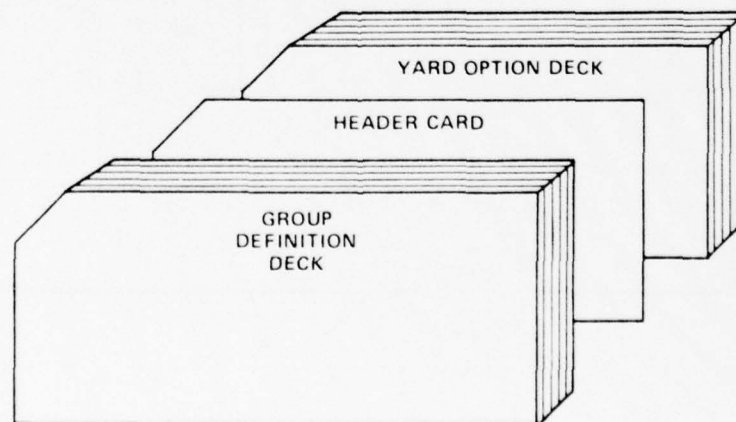 YARD OPTION DECK
HEADER CARD
GROUP
DEFINITION
DECK